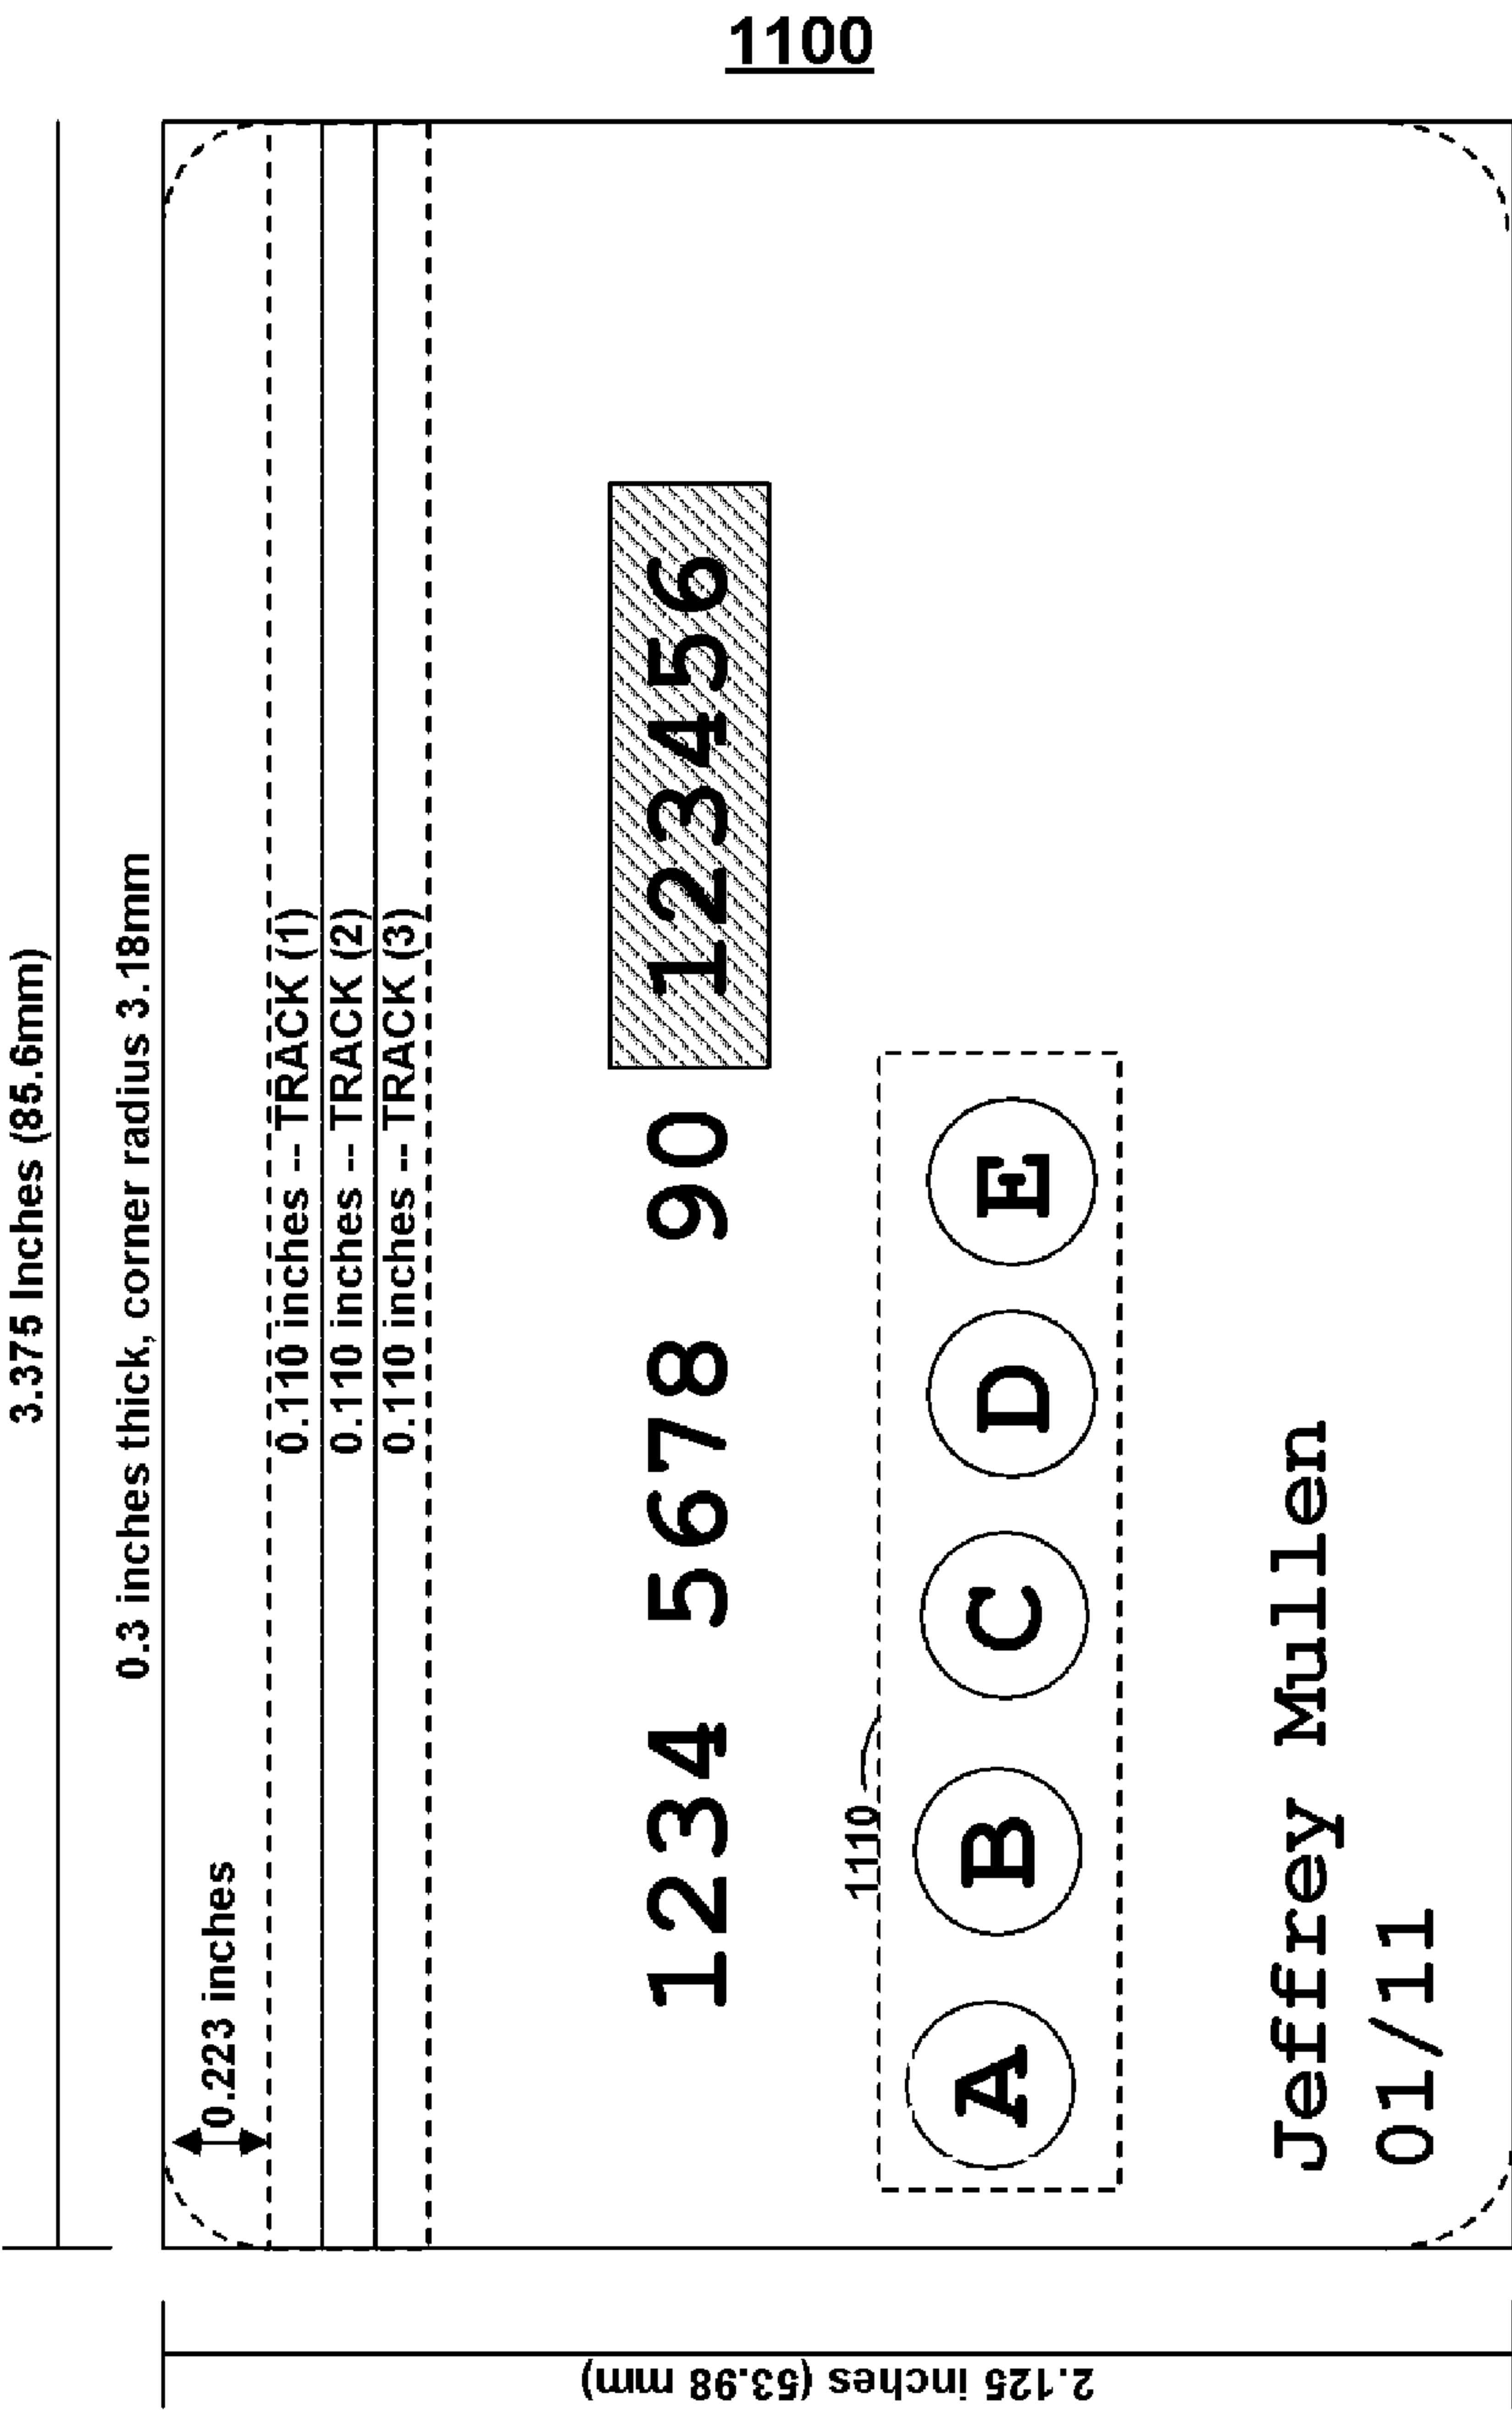 1100
3.375 Inches (85.6mm)
0.3 inches thick, corner radius 3.18mm
0.223 inches
0.110 inches -- TRACK (1)
0.110 inches -- TRACK (2)
0.110 inches -- TRACK (3)
1234 5678 90 123456
1110
A B C D E
Jeffrey Mullen
01/11
2.125 inches (53.98 mm)